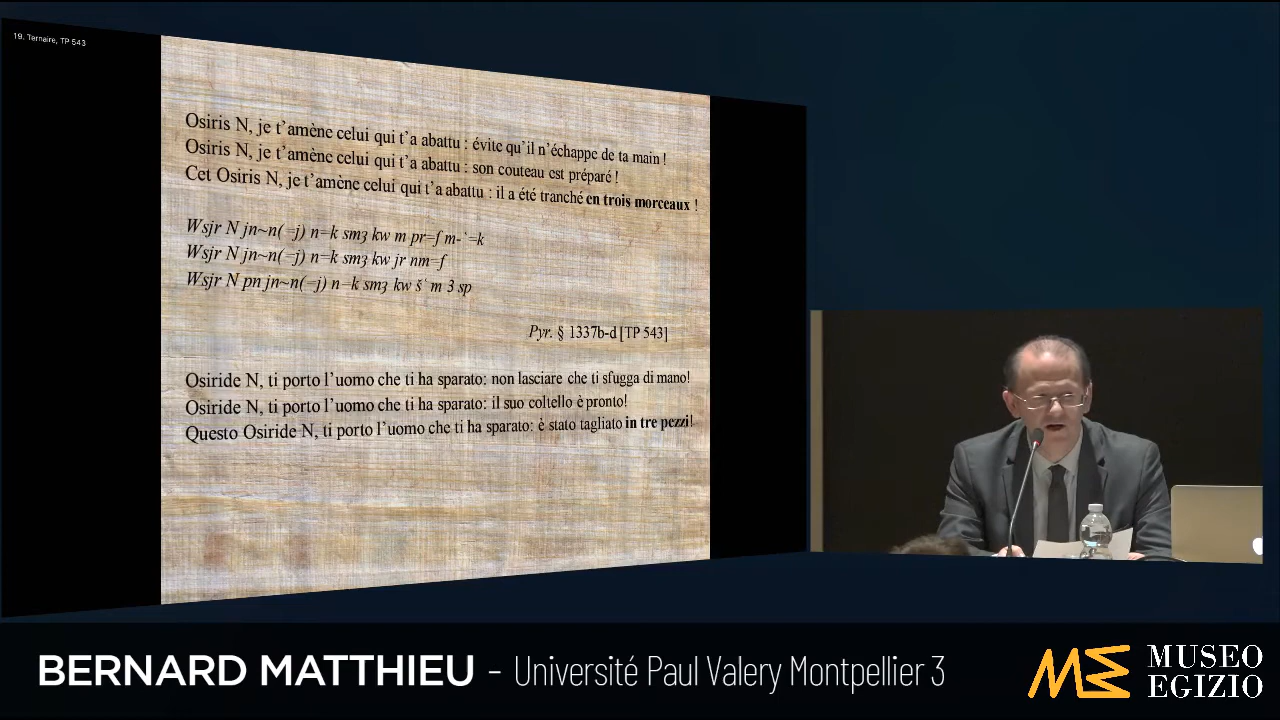 19. Ternaire, TP 543
Osiris N, je t’amène celui qui t’a abattu : évite qu’il n’échappe de ta main !
Osiris N, je t’amène celui qui t’a abattu : son couteau est préparé !
Cet Osiris N, je t’amène celui qui t’a abattu : il a été tranché en trois morceaux !
Wsjr N jn~n(=j) n=k smȝ kw m pr=f m-ʿ=k
Wsjr N jn~n(=j) n=k smȝ kw jr nm=f
Wsjr N pn jn~n(=j) n=k smȝ kw šʿ m 3 sp
Pyr. § 1337b-d [TP 543]
Osiride N, ti porto l’uomo che ti ha sparato: non lasciare che ti sfugga di mano!
Osiride N, ti porto l’uomo che ti ha sparato: il suo coltello è pronto!
Questo Osiride N, ti porto l’uomo che ti ha sparato: è stato tagliato in tre pezzi!
BERNARD MATTHIEU - Université Paul Valery Montpellier 3
MUSEO
EGIZIO